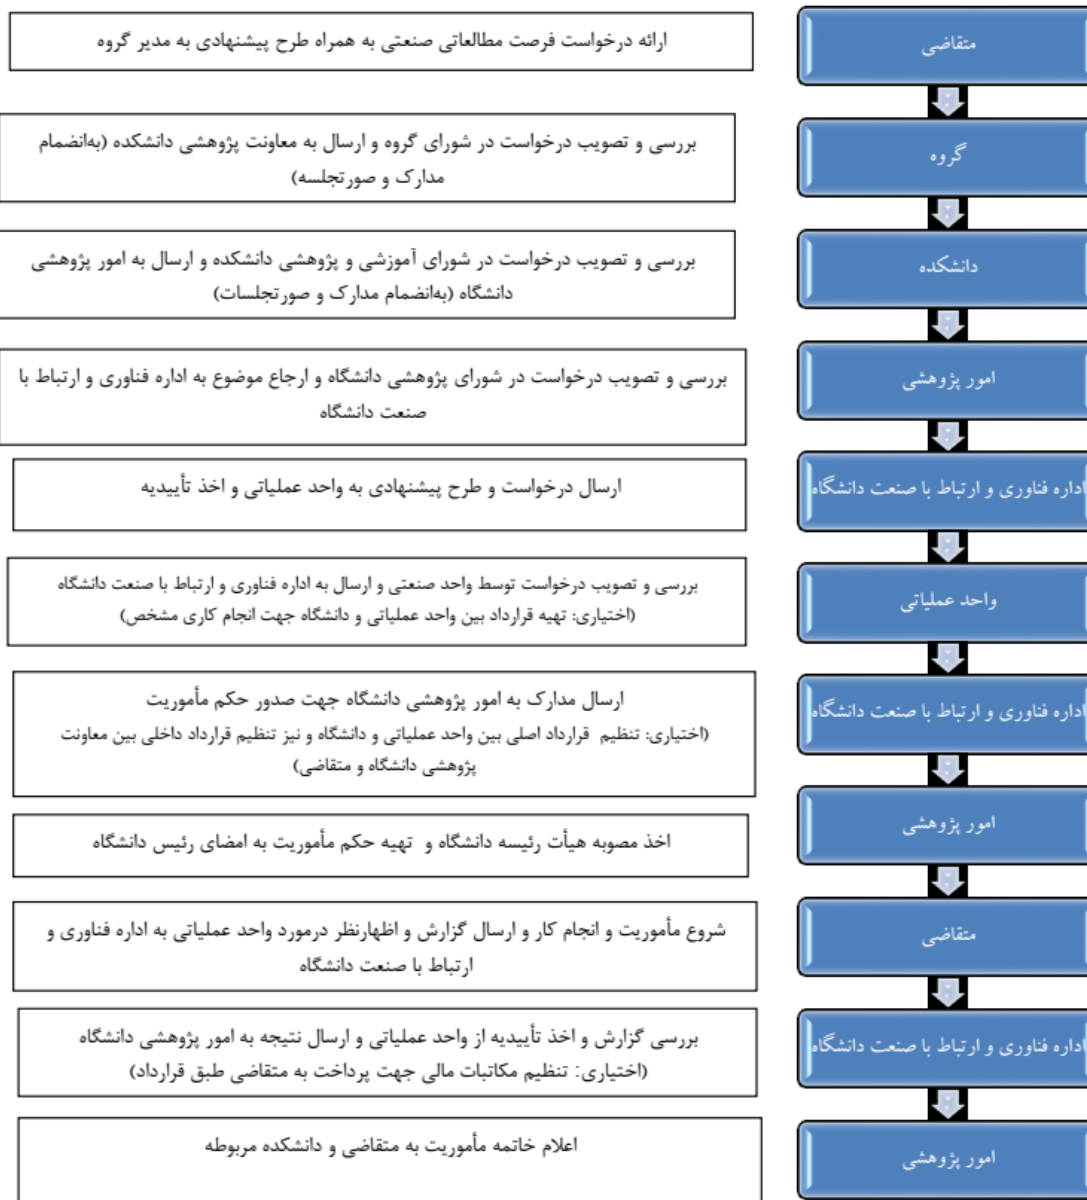 متقاضی
ارائه درخواست فرصت مطالعاتی صنعتی به همراه طرح پیشنهادی به مدیر گروه
گروه
بررسی و تصویب درخواست در شورای گروه و ارسال به معاونت پژوهشی دانشکده (به‌انضمام
مدارک و صورتجلسه)
دانشکده
بررسی و تصویب درخواست در شورای آموزشی و پژوهشی دانشکده و ارسال به امور پژوهشی
دانشگاه (به‌انضمام مدارک و صورتجلسات)
امور پژوهشی
بررسی و تصویب درخواست در شورای پژوهشی دانشگاه و ارجاع موضوع به اداره فناوری و ارتباط با
صنعت دانشگاه
اداره فناوری و ارتباط با صنعت دانشگاه
ارسال درخواست و طرح پیشنهادی به واحد عملیاتی و اخذ تأییدیه
واحد عملیاتی
بررسی و تصویب درخواست توسط واحد صنعتی و ارسال به اداره فناوری و ارتباط با صنعت دانشگاه
(اختیاری: تهیه قرارداد بین واحد عملیاتی و دانشگاه جهت انجام کاری مشخص)
اداره فناوری و ارتباط با صنعت دانشگاه
ارسال مدارک به امور پژوهشی دانشگاه جهت صدور حکم مأموریت
(اختیاری: تنظیم قرارداد اصلی بین واحد عملیاتی و دانشگاه و نیز تنظیم قرارداد داخلی بین معاونت
پژوهشی دانشگاه و متقاضی)
امور پژوهشی
اخذ مصوبه هیأت رئیسه دانشگاه و تهیه حکم مأموریت به امضای رئیس دانشگاه
متقاضی
شروع مأموریت و انجام کار و ارسال گزارش و اظهارنظر درمورد واحد عملیاتی به اداره فناوری و
ارتباط با صنعت دانشگاه
اداره فناوری و ارتباط با صنعت دانشگاه
بررسی گزارش و اخذ تأییدیه از واحد عملیاتی و ارسال نتیجه به امور پژوهشی دانشگاه
(اختیاری: تنظیم مکاتبات مالی جهت پرداخت به متقاضی طبق قرارداد)
امور پژوهشی
اعلام خاتمه مأموریت به متقاضی و دانشکده مربوطه